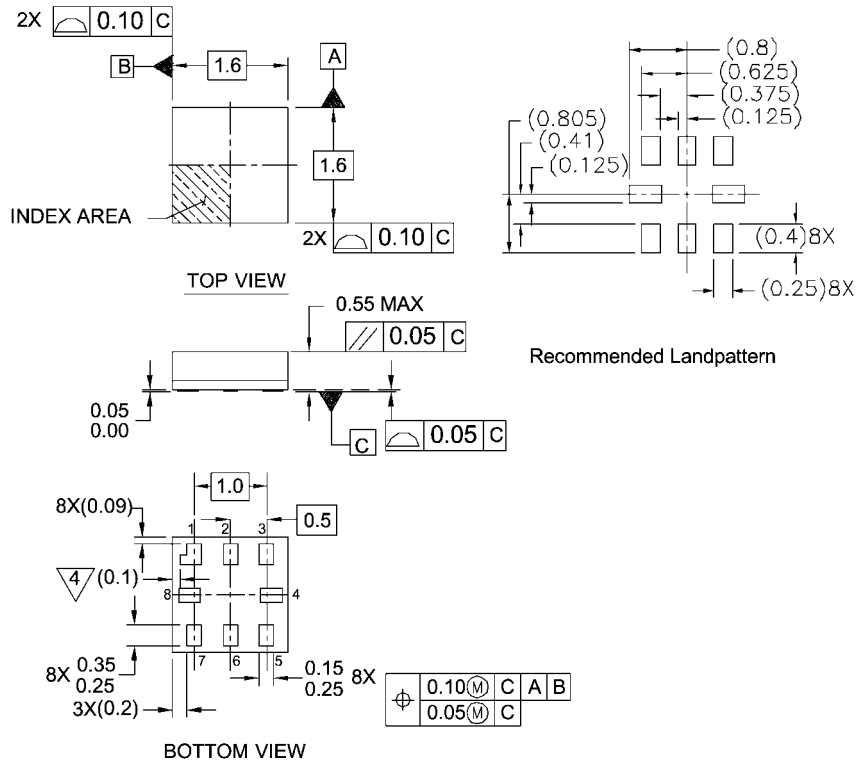 2X 0.10 C
B 1.6 A
1.6
INDEX AREA
2X 0.10 C
TOP VIEW
(0.8)
(0.625)
(0.375)
(0.125)
(0.805)
(0.41)
(0.125)
(0.4)8X
(0.25)8X
Recommended Landpattern
0.55 MAX
// 0.05 C
0.05
0.00
C
0.05 C
1.0
8X(0.09)
0.5
1 2 3
4 (0.1)
8 4
7 6 5
8X 0.35
0.25
0.15
0.25 8X
3X(0.2)
0.10 Ⓜ C A B
0.05 Ⓜ C
BOTTOM VIEW